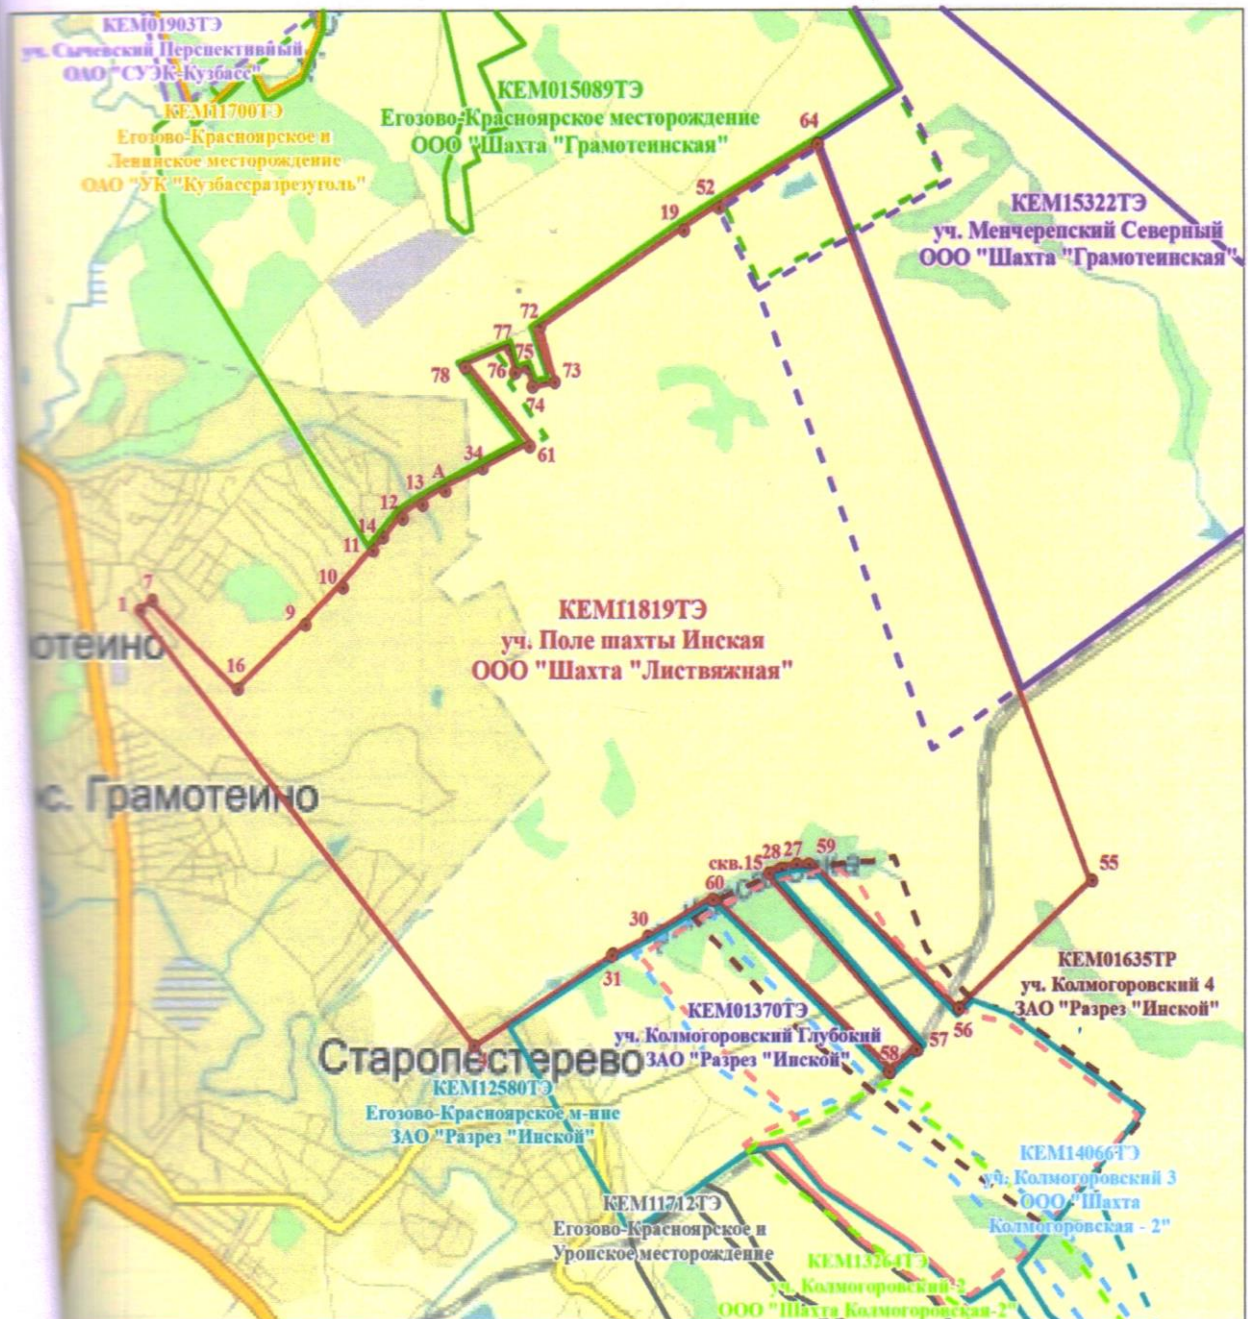 КЕМ01903ТЭ
уч. Сычевский Перспективный
ОАО "СУЭК-Кузбасс"
КЕМ11700ТЭ
Егозово-Красноярское и
Ленинское месторождение
ОАО "УК "Кузбассразрезуголь"
КЕМ015089ТЭ
Егозово-Красноярское месторождение
ООО "Шахта "Грамотеинская"
64
52
19
КЕМ15322ТЭ
уч. Менчерепский Северный
ООО "Шахта "Грамотеинская"
72
77
75
78
76
73
74
34
61
А
13
12
14
11
10
7
1
9
16
отеино
КЕМ11819ТЭ
уч. Поле шахты Инская
ООО "Шахта "Листвяжная"
с. Грамотеино
55
скв.15
28
27
59
60
30
31
КЕМ01635ТР
уч. Колмогоровский 4
ЗАО "Разрез "Инской"
56
КЕМ01370ТЭ
уч. Колмогоровский Глубокий
ЗАО "Разрез "Инской"
57
58
Старопестерево
КЕМ12580ТЭ
Егозово-Красноярское м-ние
ЗАО "Разрез "Инской"
КЕМ14066ТЭ
уч. Колмогоровский 3
ООО "Шахта
Колмогоровская - 2"
КЕМ11712ТЭ
Егозово-Красноярское и
Уропское месторождение
КЕМ13264ТЭ
уч. Колмогоровский-2
ООО "Шахта Колмогоровская-2"